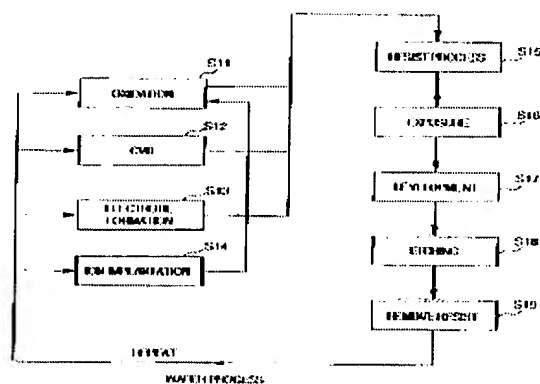 S11
OXIDATION
S12
CVD
S13
ELECTRODE
FORMATION
S14
ION IMPLANTATION
S15
RESIST PROCESS
S16
EXPOSURE
S17
DEVELOPMENT
S18
ETCHING
S19
REMOVE RESIST
REPEAT
WAFER PROCESS